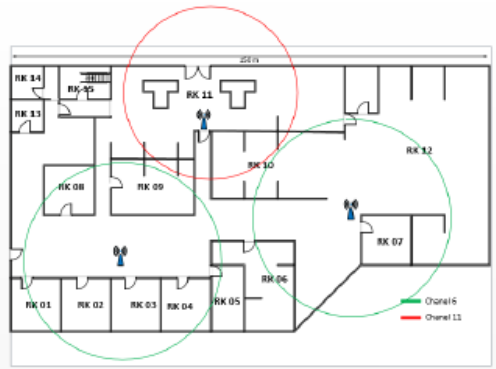 250 m
RK 14
RK 15
RK 11
RK 13
RK 12
RK 10
RK 08
RK 09
RK 07
RK 06
RK 01
RK 02
RK 03
RK 04
RK 05
Chanel 6
Chanel 11